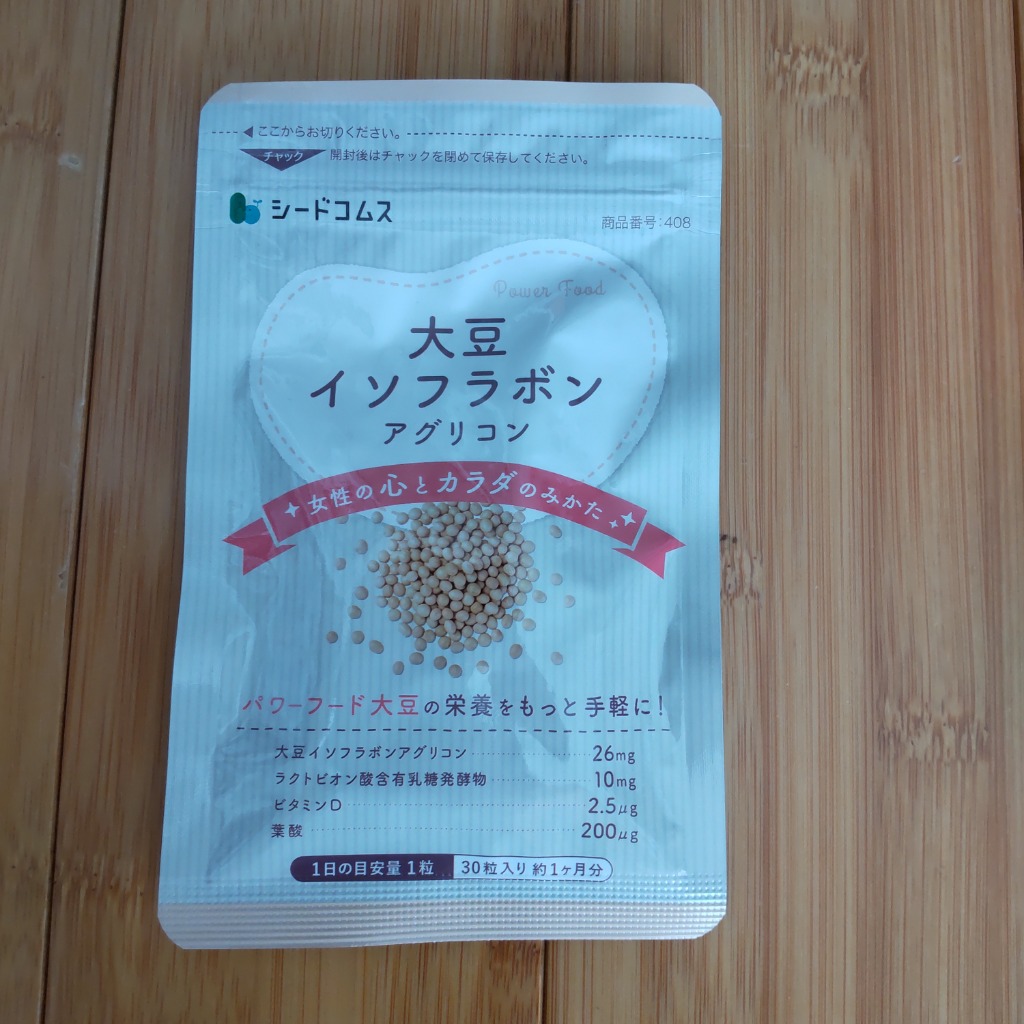 ここからお切りください。
チャック 開封後はチャックを閉めて保存してください。
シードコムス
商品番号:408
Power Food
大豆
イソフラボン
アグリコン
女性の心とカラダのみかた
パワーフード大豆の栄養をもっと手軽に!
大豆イソフラボンアグリコン 26mg
ラクトビオン酸含有乳糖発酵物 10mg
ビタミンD 2.5μg
葉酸 200μg
1日の目安量 1粒 30粒入り 約1ヶ月分